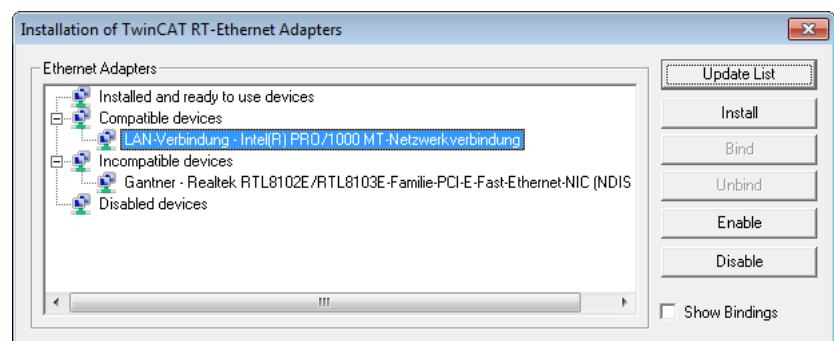 Installation of TwinCAT RT-Ethernet Adapters
Ethernet Adapters
Installed and ready to use devices
Compatible devices
LAN-Verbindung - Intel(R) PRO/1000 MT-Netzwerkverbindung
Incompatible devices
Gantner - Realtek RTL8102E/RTL8103E-Familie-PCI-E-Fast-Ethernet-NIC (NDIS
Disabled devices
Update List
Install
Bind
Unbind
Enable
Disable
Show Bindings